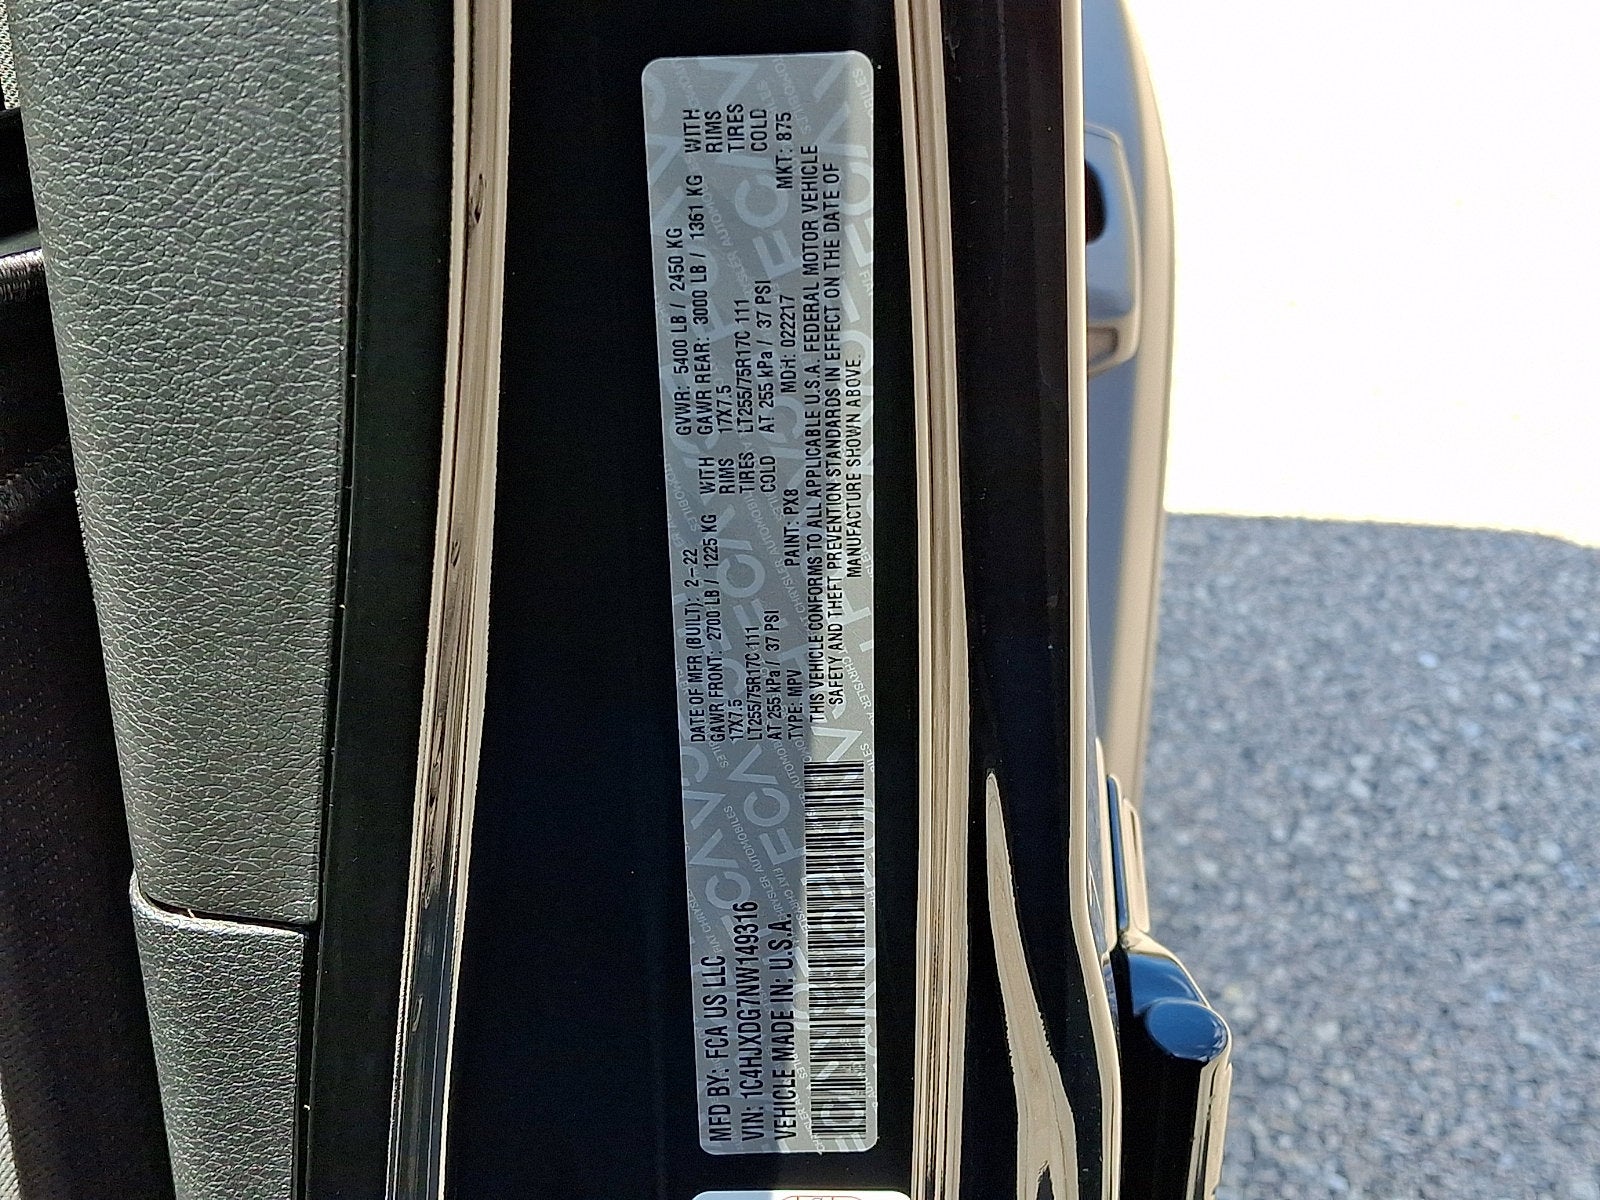 MFD BY: FCA US LLC
VIN: 1C4HJXDG7NW149316
VEHICLE MADE IN: U.S.A.
DATE OF MFR (BUILT): 2-22 GVWR: 5400 LB / 2450 KG
GAWR FRONT: 2700 LB / 1225 KG WITH GAWR REAR: 3000 LB / 1361 KG WITH
17X7.5 RIMS 17X7.5 RIMS
LT255/75R17C 111 TIRES LT255/75R17C 111 TIRES
AT 255 kPa / 37 PSI COLD AT 255 kPa / 37 PSI COLD
TYPE: MPV PAINT: PX8 MDH: 022217 MKT: 875
THIS VEHICLE CONFORMS TO ALL APPLICABLE U.S.A. FEDERAL MOTOR VEHICLE
SAFETY AND THEFT PREVENTION STANDARDS IN EFFECT ON THE DATE OF
MANUFACTURE SHOWN ABOVE.